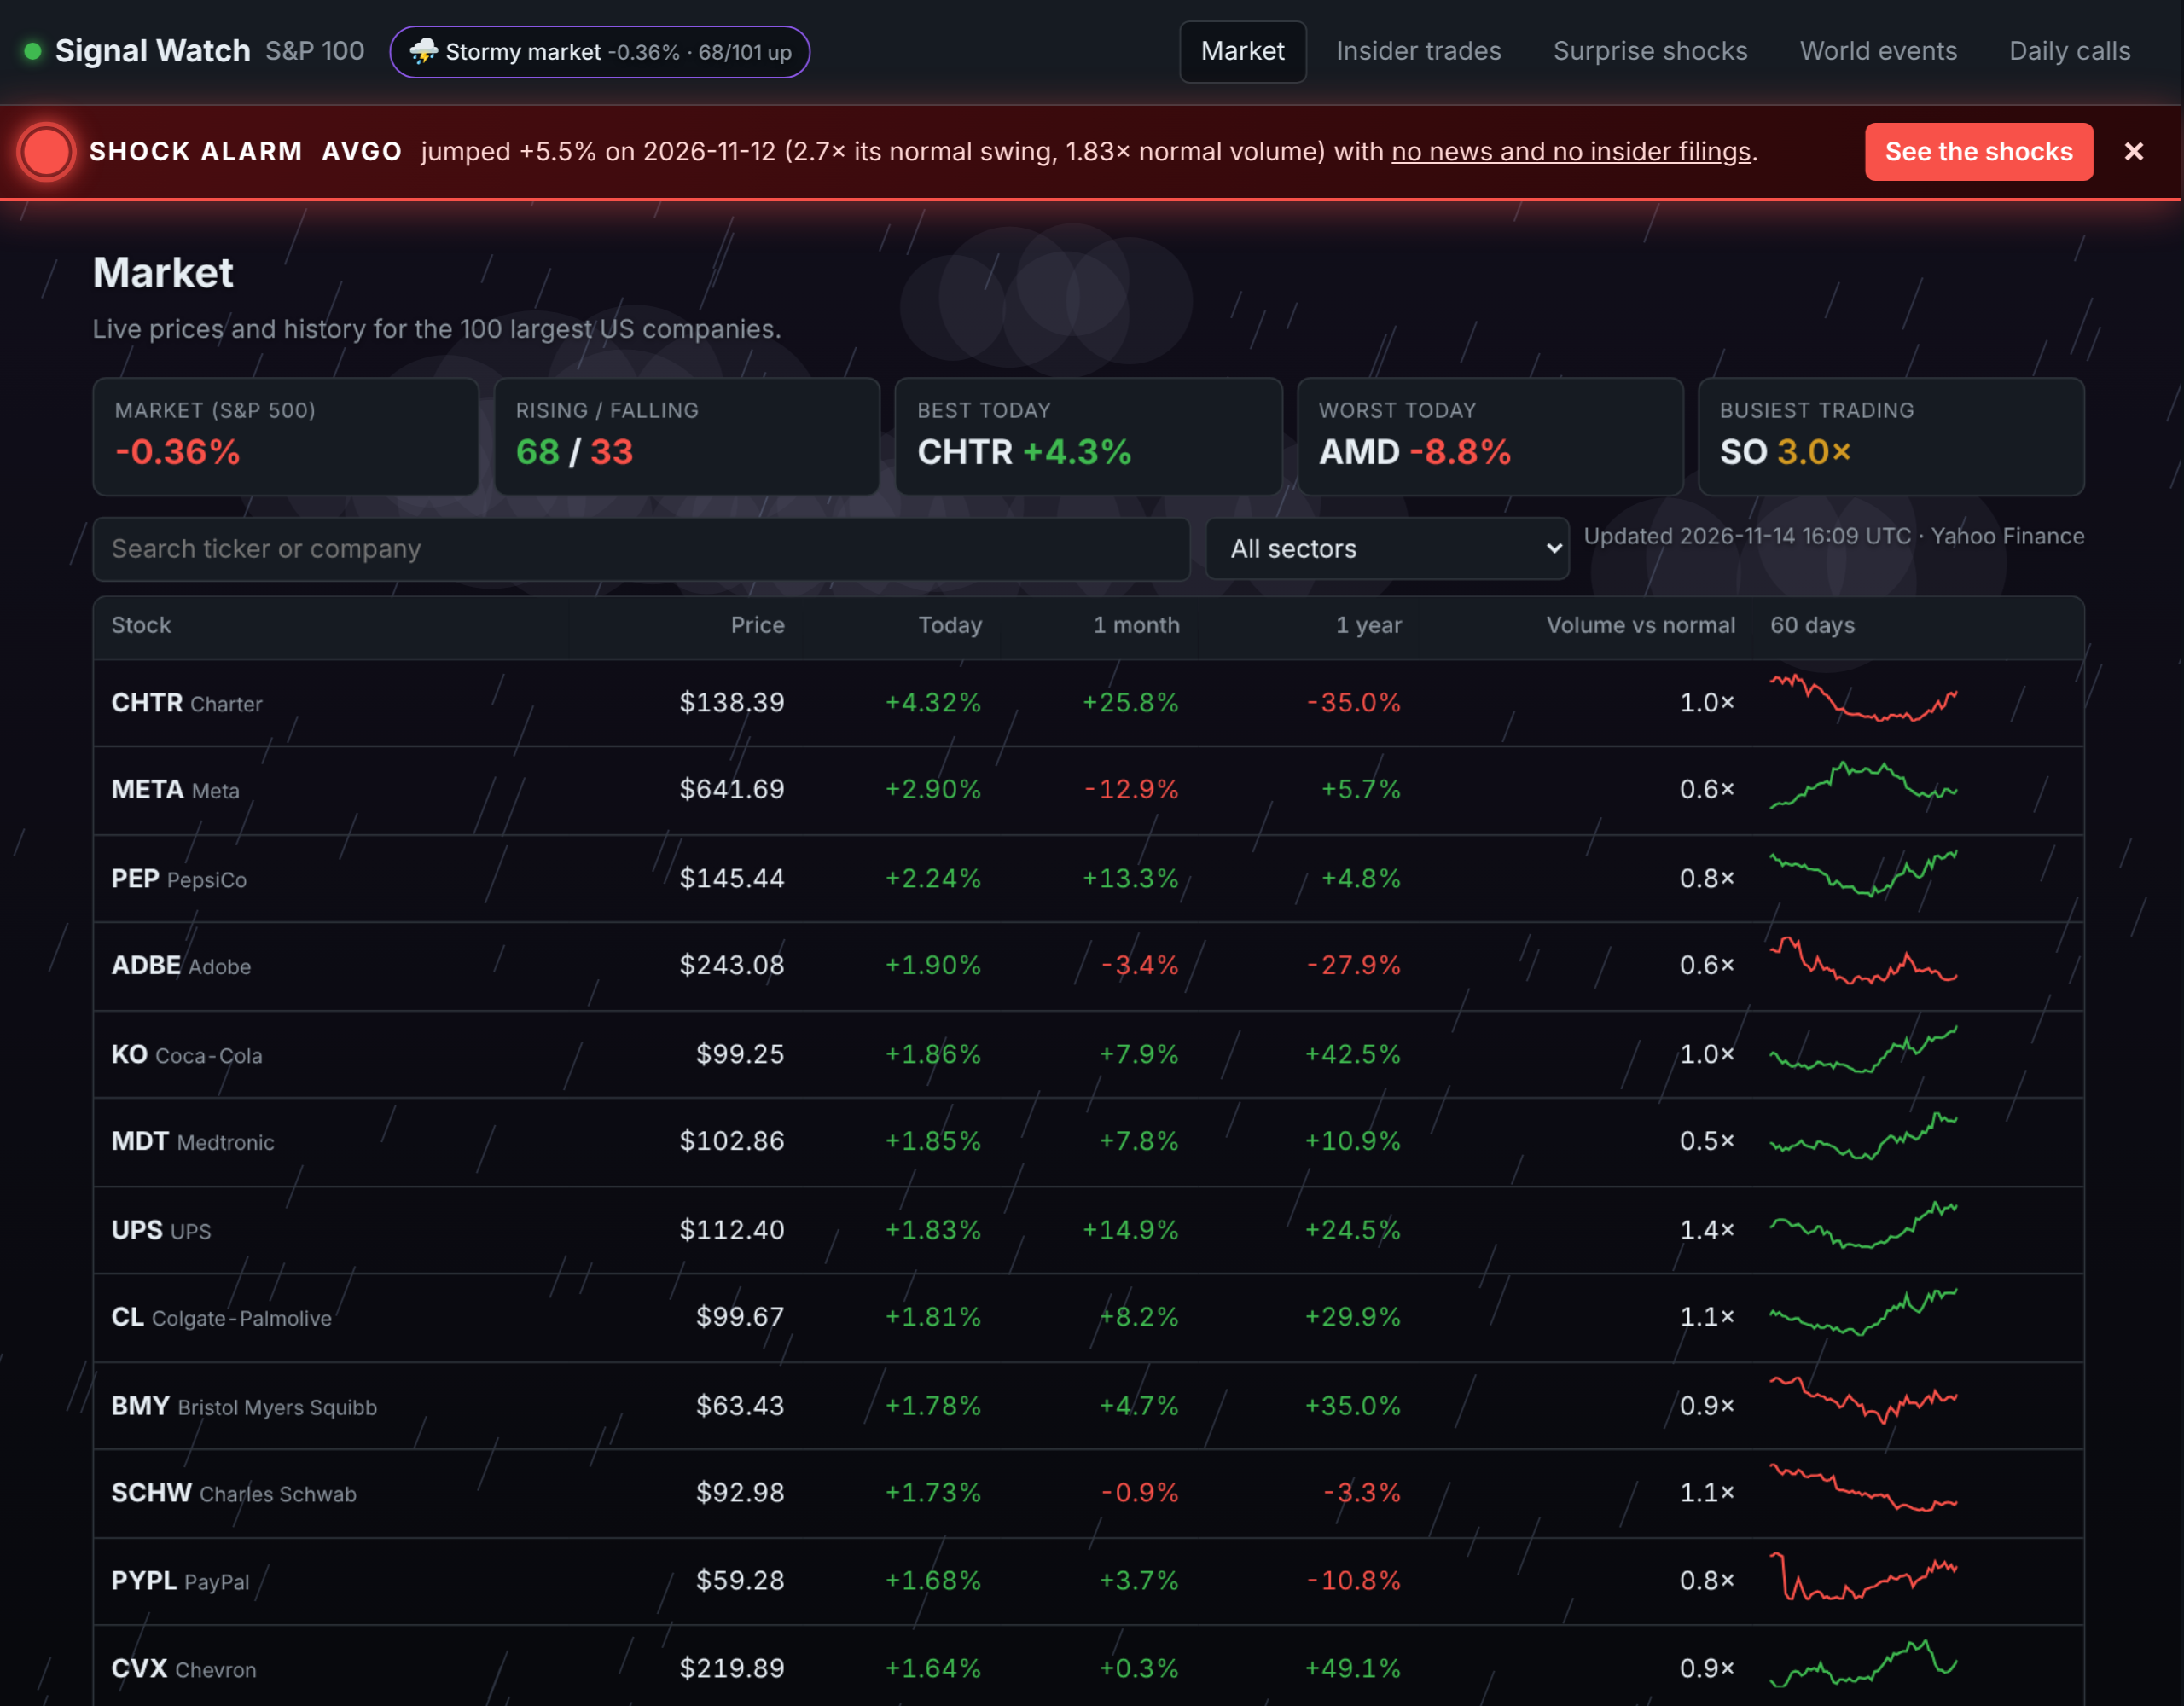 Signal Watch S&P 100 ⛈️ Stormy market -0.36% · 68/101 up Market Insider trades Surprise shocks World events Daily calls
SHOCK ALARM AVGO jumped +5.5% on 2026-11-12 (2.7× its normal swing, 1.83× normal volume) with no news and no insider filings. See the shocks ×
Market
Live prices and history for the 100 largest US companies.
MARKET (S&P 500) RISING / FALLING BEST TODAY WORST TODAY BUSIEST TRADING
-0.36% 68 / 33 CHTR +4.3% AMD -8.8% SO 3.0×
Search ticker or company All sectors Updated 2026-11-14 16:09 UTC · Yahoo Finance
Stock Price Today 1 month 1 year Volume vs normal 60 days
CHTR Charter $138.39 +4.32% +25.8% -35.0% 1.0×
META Meta $641.69 +2.90% -12.9% +5.7% 0.6×
PEP PepsiCo $145.44 +2.24% +13.3% +4.8% 0.8×
ADBE Adobe $243.08 +1.90% -3.4% -27.9% 0.6×
KO Coca-Cola $99.25 +1.86% +7.9% +42.5% 1.0×
MDT Medtronic $102.86 +1.85% +7.8% +10.9% 0.5×
UPS UPS $112.40 +1.83% +14.9% +24.5% 1.4×
CL Colgate-Palmolive $99.67 +1.81% +8.2% +29.9% 1.1×
BMY Bristol Myers Squibb $63.43 +1.78% +4.7% +35.0% 0.9×
SCHW Charles Schwab $92.98 +1.73% -0.9% -3.3% 1.1×
PYPL PayPal $59.28 +1.68% +3.7% -10.8% 0.8×
CVX Chevron $219.89 +1.64% +0.3% +49.1% 0.9×